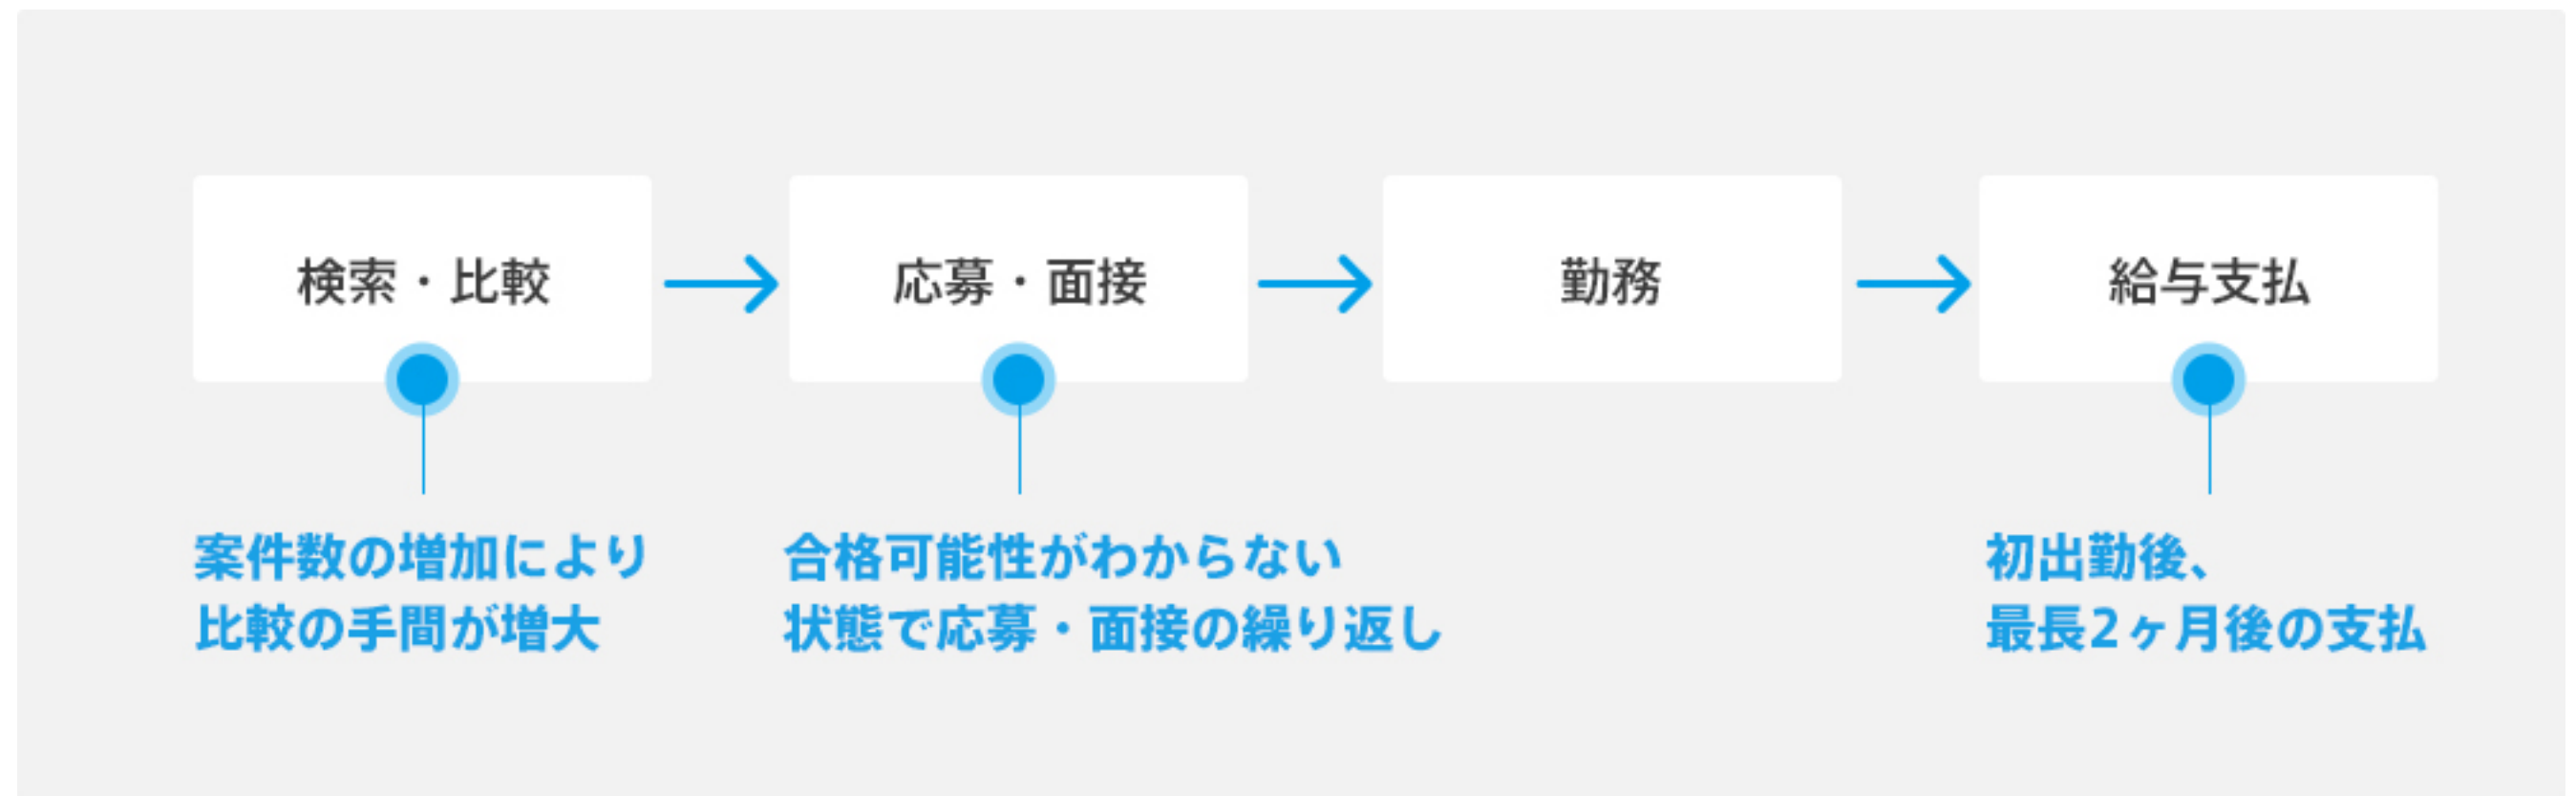 検索・比較
応募・面接
勤務
給与支払
案件数の増加により
比較の手間が増大
合格可能性がわからない
状態で応募・面接の繰り返し
初出勤後、
最長2ヶ月後の支払